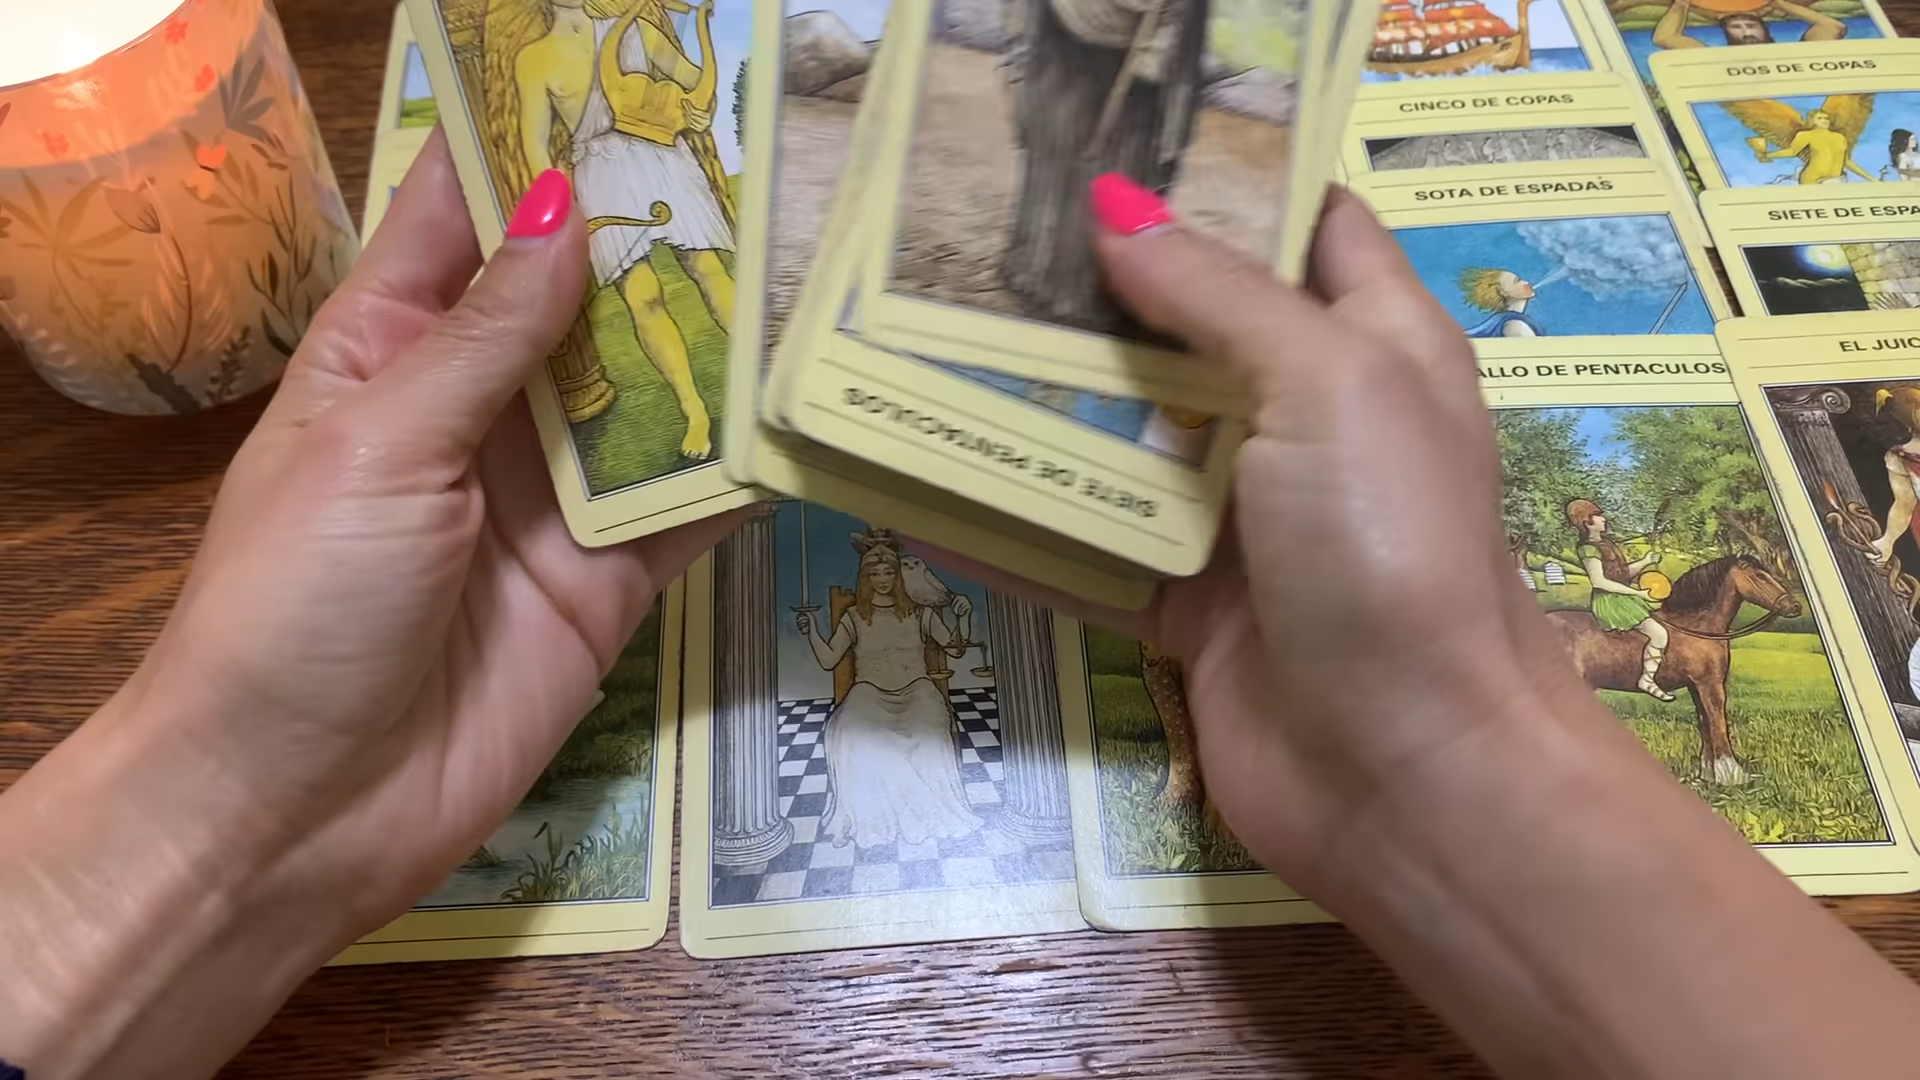 DOS DE COPAS
CINCO DE COPAS
SOTA DE ESPADAS
SIETE DE ESPA
ALLO DE PENTACULOS
EL JUIC
SIETE DE PENTACULOS